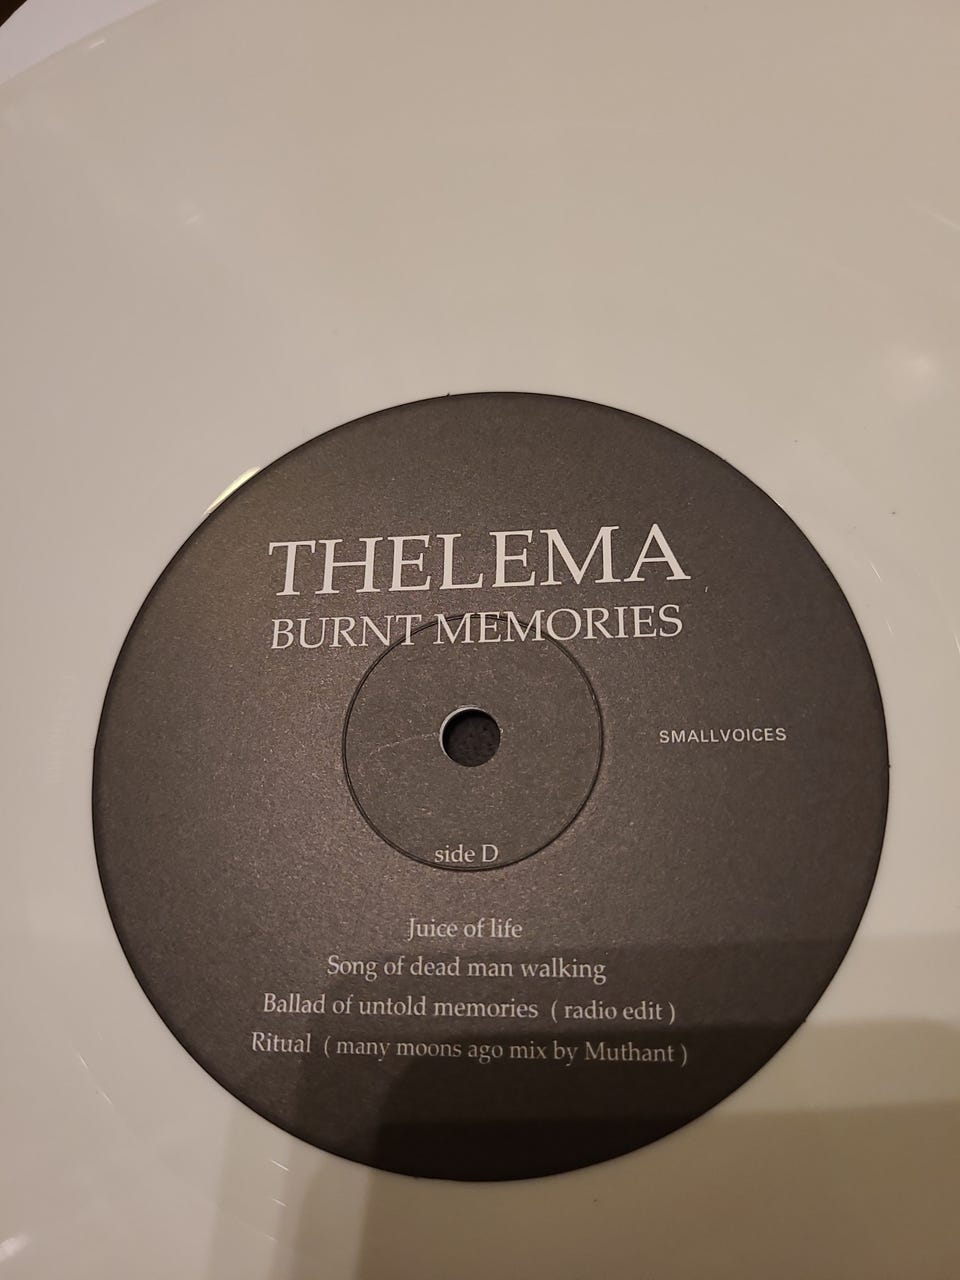 THELEMA
BURNT MEMORIES
SMALLVOICES
side D
Juice of life
Song of dead man walking
Ballad of untold memories ( radio edit )
Ritual ( many moons ago mix by Muthant )